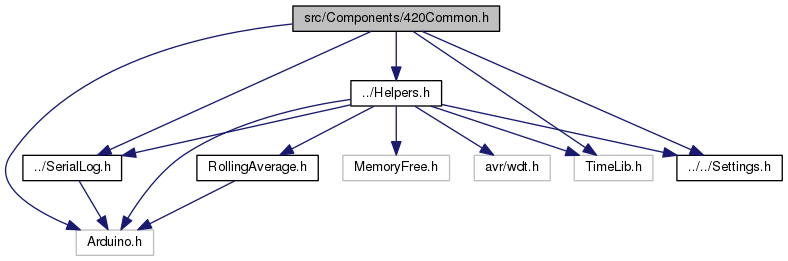 src/Components/420Common.h
../Helpers.h
../SerialLog.h
RollingAverage.h
MemoryFree.h
avr/wdt.h
TimeLib.h
../../Settings.h
Arduino.h